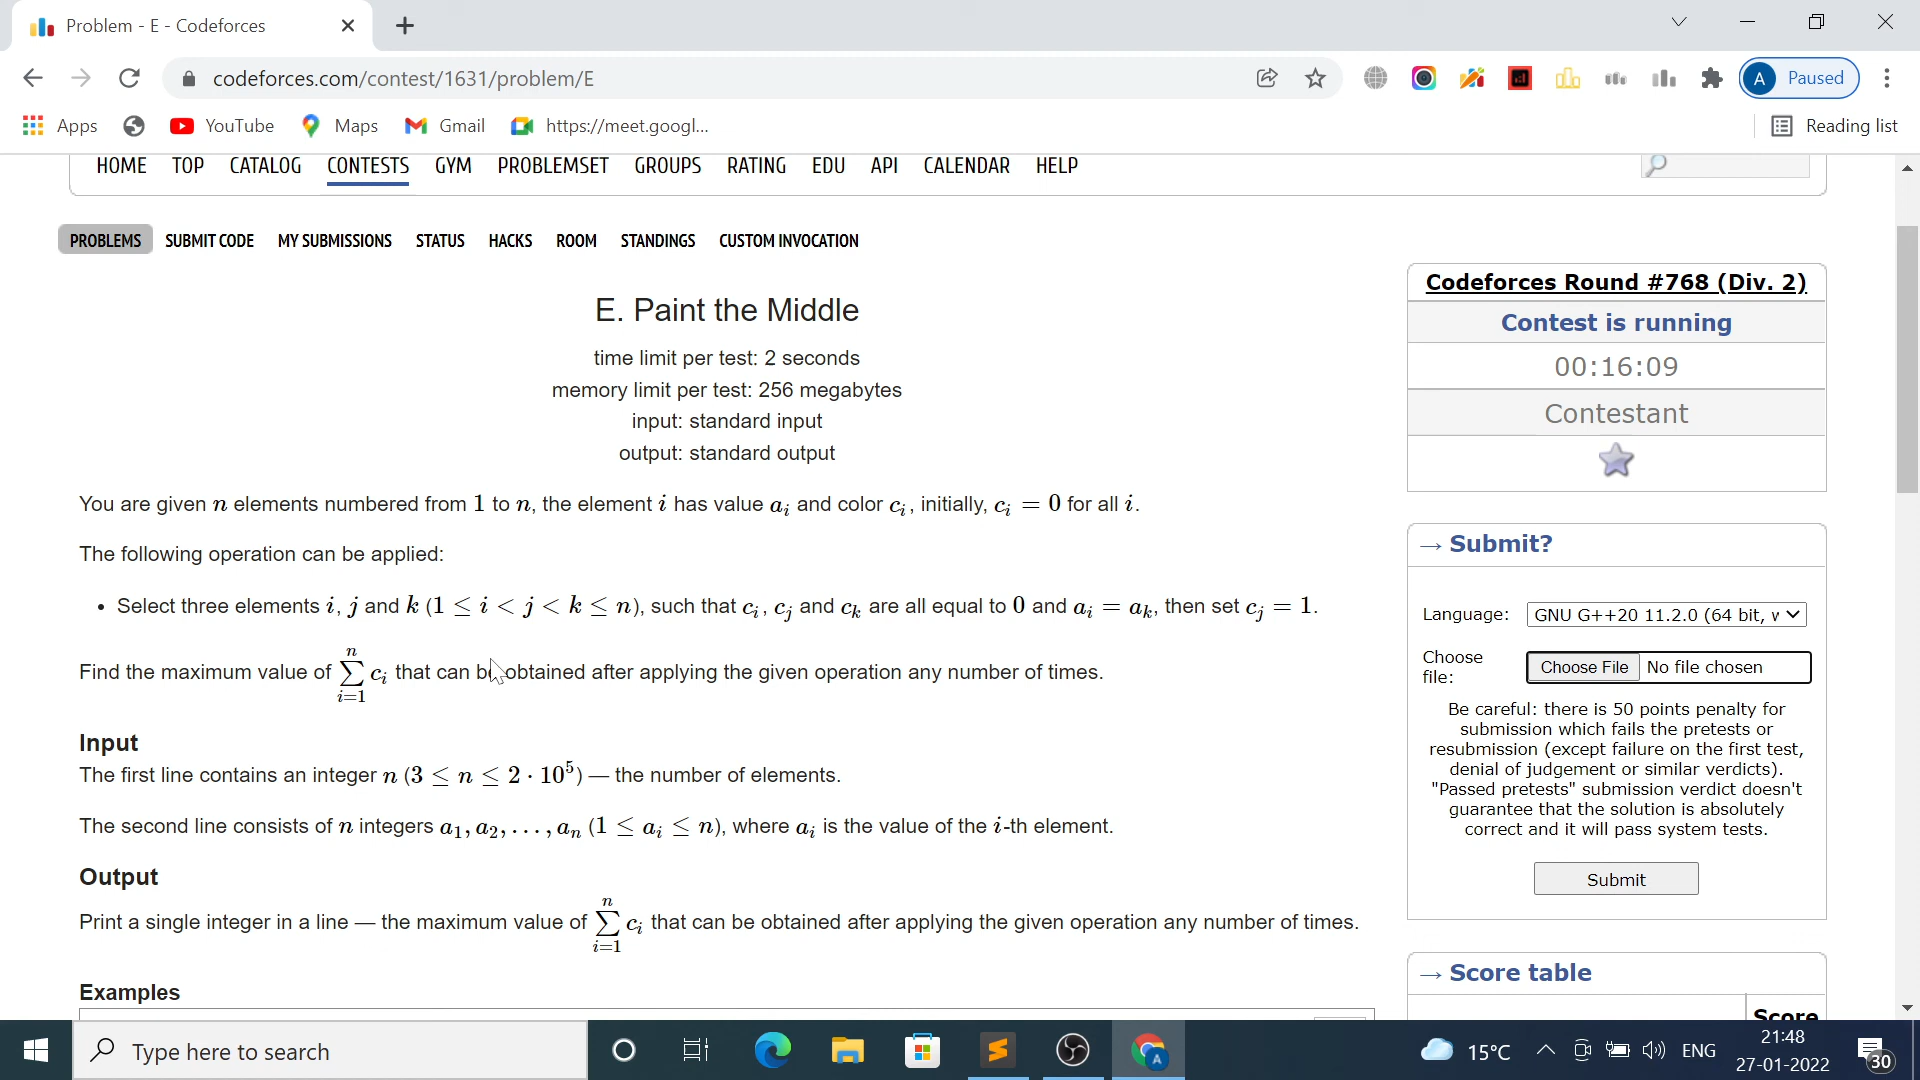 Problem - E - Codeforces
codeforces.com/contest/1631/problem/E
A Paused
Apps
YouTube
Maps
Gmail
https://meet.googl...
Reading list
HOME TOP CATALOG CONTESTS GYM PROBLEMSET GROUPS RATING EDU API CALENDAR HELP
PROBLEMS SUBMIT CODE MY SUBMISSIONS STATUS HACKS ROOM STANDINGS CUSTOM INVOCATION
E. Paint the Middle
time limit per test: 2 seconds
memory limit per test: 256 megabytes
input: standard input
output: standard output
You are given n elements numbered from 1 to n, the element i has value a_i and color c_i, initially, c_i = 0 for all i.
The following operation can be applied:
• Select three elements i, j and k (1 ≤ i < j < k ≤ n), such that c_i, c_j and c_k are all equal to 0 and a_i = a_k, then set c_j = 1.
Find the maximum value of ∑_{i=1}^{n} c_i that can be obtained after applying the given operation any number of times.
Input
The first line contains an integer n (3 ≤ n ≤ 2 · 10^5) — the number of elements.
The second line consists of n integers a_1, a_2, . . . , a_n (1 ≤ a_i ≤ n), where a_i is the value of the i-th element.
Output
Print a single integer in a line — the maximum value of ∑_{i=1}^{n} c_i that can be obtained after applying the given operation any number of times.
Examples
Codeforces Round #768 (Div. 2)
Contest is running
00:16:09
Contestant
→ Submit?
Language: GNU G++20 11.2.0 (64 bit, v
Choose
file:
Choose File No file chosen
Be careful: there is 50 points penalty for
submission which fails the pretests or
resubmission (except failure on the first test,
denial of judgement or similar verdicts).
"Passed pretests" submission verdict doesn't
guarantee that the solution is absolutely
correct and it will pass system tests.
Submit
→ Score table
Score
Type here to search
A
15°C
ENG
21:48
27-01-2022
30